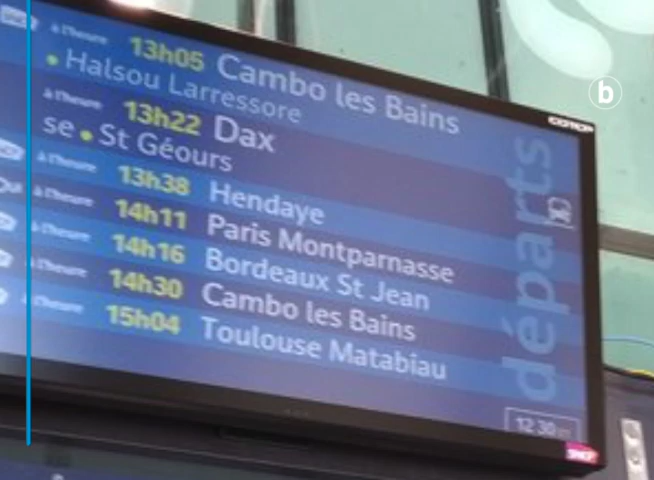 à l'heure 13h05 Cambo les Bains
• Halsou Larressore
à l'heure 13h22 Dax
se • St Géours
à l'heure 13h38 Hendaye
à l'heure 14h11 Paris Montparnasse
à l'heure 14h16 Bordeaux St Jean
à l'heure 14h30 Cambo les Bains
à l'heure 15h04 Toulouse Matabiau
départs
12:30
SNCF
b